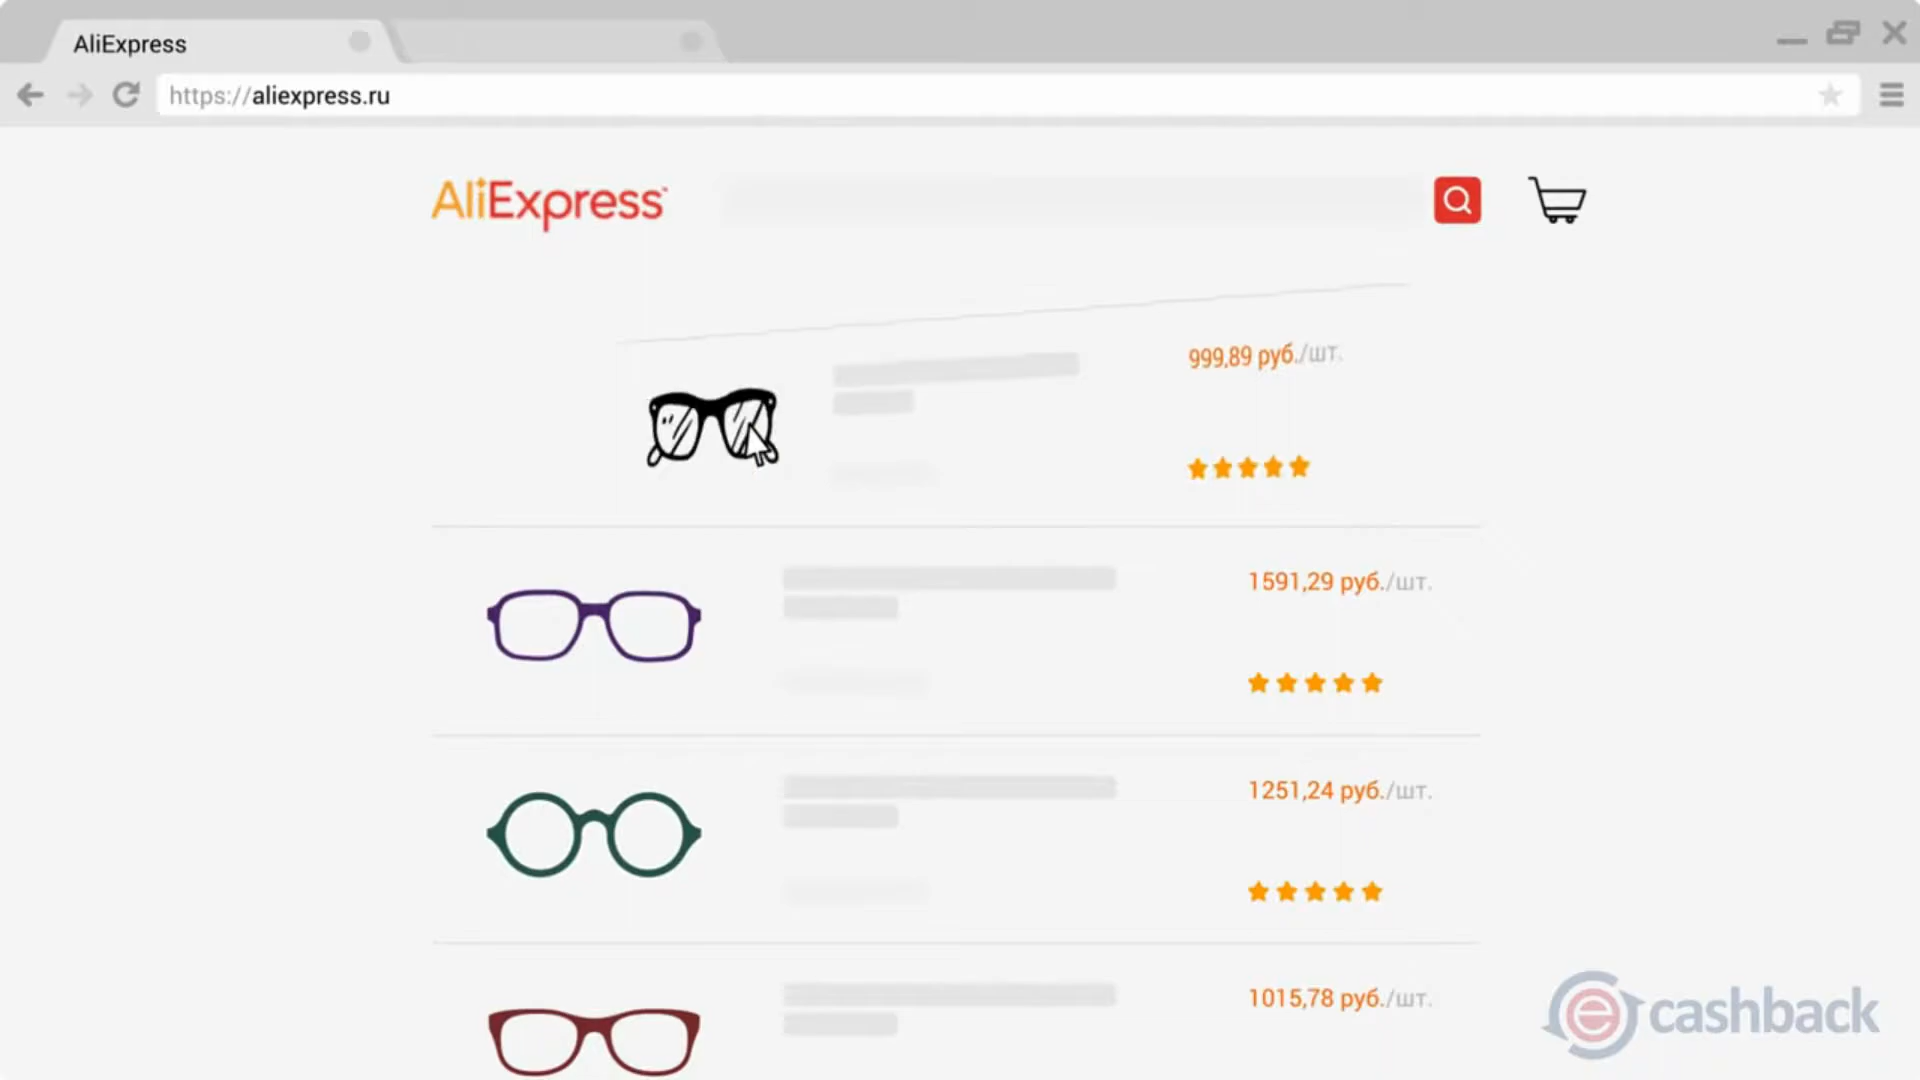 AliExpress
https://aliexpress.ru
AliExpress
999,89 руб./шт.
1591,29 руб./шт.
1251,24 руб./шт.
1015,78 руб./шт.
e cashback